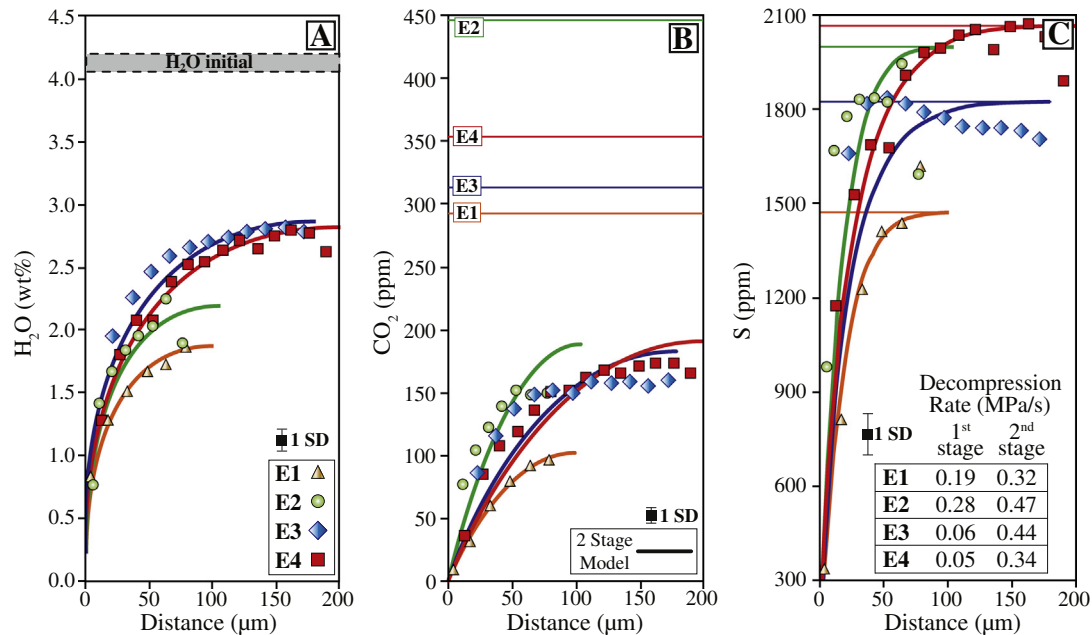 A
4.5
4.0
3.5
3.0
2.5
2.0
1.5
1.0
0.5
0.0
H₂O (wt%)
H₂O initial
1 SD
E1
E2
E3
E4
0 50 100 150 200
Distance (µm)
B
450
400
350
300
250
200
150
100
50
0
CO₂ (ppm)
E2
E4
E3
E1
1 SD
2 Stage
Model
0 50 100 150 200
Distance (µm)
C
2100
1800
1500
1200
900
600
300
S (ppm)
Decompression
Rate (MPa/s)
1 SD
1st 2nd
stage stage
E1 0.19 0.32
E2 0.28 0.47
E3 0.06 0.44
E4 0.05 0.34
0 50 100 150 200
Distance (µm)